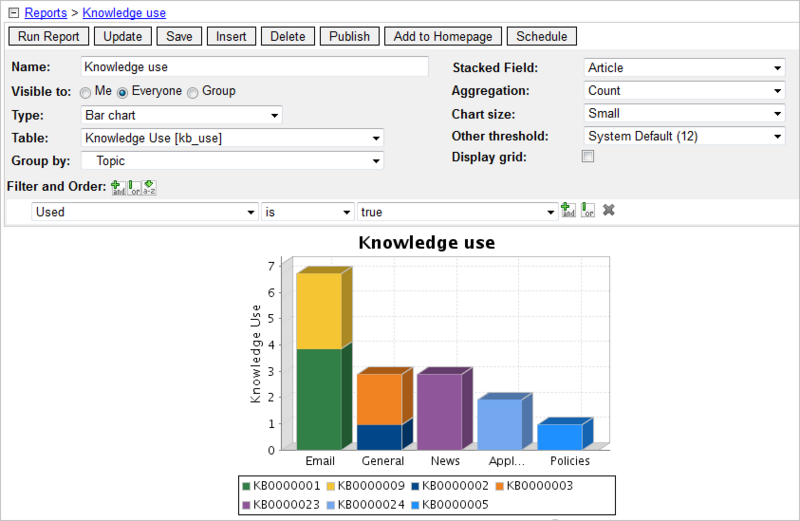 Reports > Knowledge use
Run Report Update Save Insert Delete Publish Add to Homepage Schedule
Name: Knowledge use Stacked Field: Article
Visible to: Me Everyone Group Aggregation: Count
Type: Bar chart Chart size: Small
Table: Knowledge Use [kb_use] Other threshold: System Default (12)
Group by: Topic Display grid:
Filter and Order: and or a-z
Used is true and or
Knowledge use
Knowledge Use
7
6
5
4
3
2
1
0
Email General News Appl... Policies
KB0000001 KB0000009 KB0000002 KB0000003
KB0000023 KB0000024 KB0000005